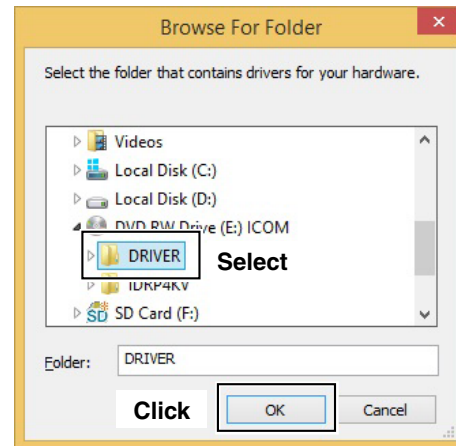 Browse For Folder
Select the folder that contains drivers for your hardware.
Videos
Local Disk (C:)
Local Disk (D:)
DVD RW Drive (E:) ICOM
DRIVER Select
IDRP4KV
SD SD Card (F:)
Folder: DRIVER
Click OK Cancel